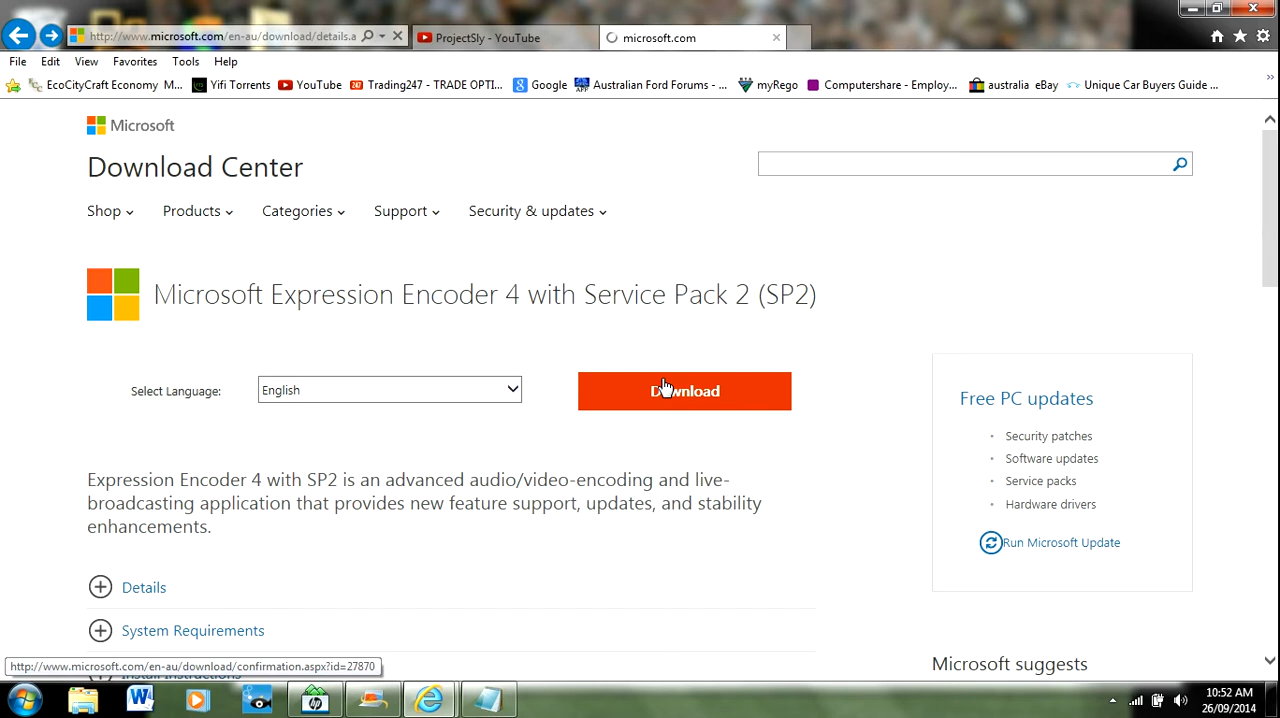 http://www.microsoft.com/en-au/download/details.a
ProjectSly - YouTube
microsoft.com
File Edit View Favorites Tools Help
EcoCityCraft Economy M... Yifi Torrents YouTube Trading247 - TRADE OPTI... Google Australian Ford Forums - ... myRego Computershare - Employ... australia eBay Unique Car Buyers Guide ...
Microsoft
Download Center
Shop Products Categories Support Security & updates
Microsoft Expression Encoder 4 with Service Pack 2 (SP2)
Select Language: English Download
Expression Encoder 4 with SP2 is an advanced audio/video-encoding and live-
broadcasting application that provides new feature support, updates, and stability
enhancements.
Details
System Requirements
Install Instructions
Free PC updates
• Security patches
• Software updates
• Service packs
• Hardware drivers
Run Microsoft Update
Microsoft suggests
http://www.microsoft.com/en-au/download/confirmation.aspx?id=27870
10:52 AM
26/09/2014